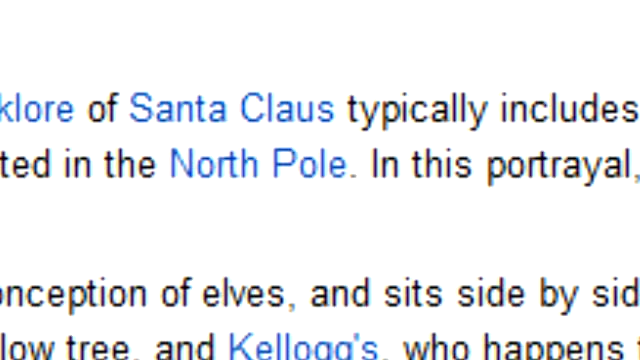 klore of Santa Claus typically includes
ted in the North Pole. In this portrayal,
onception of elves, and sits side by sid
low tree, and Kellogg's, who happens